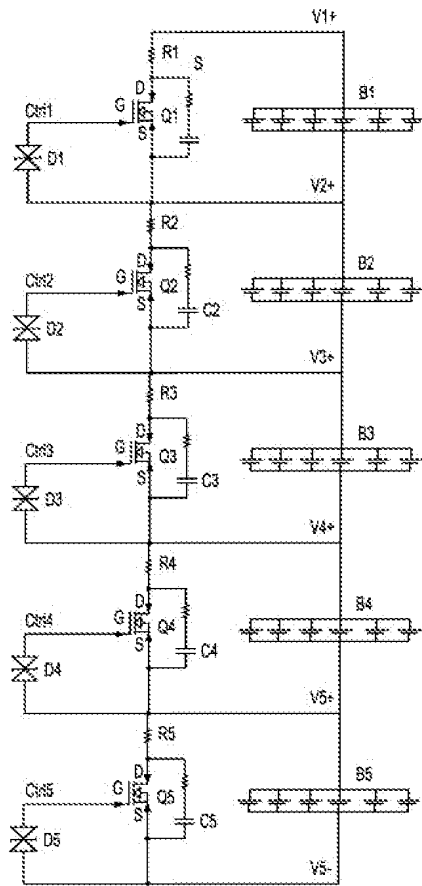 V1+
R1
S
D
B1
Ctrl1
G
Q1
S
D1
V2+
R2
D
B2
Ctrl2
G
Q2
S
C2
D2
V3+
R3
D
B3
Ctrl3
G
Q3
S
C3
D3
V4+
R4
D
B4
Ctrl4
G
Q4
S
C4
D4
V5+
R5
D
B5
Ctrl5
G
Q5
S
C5
D5
V5-